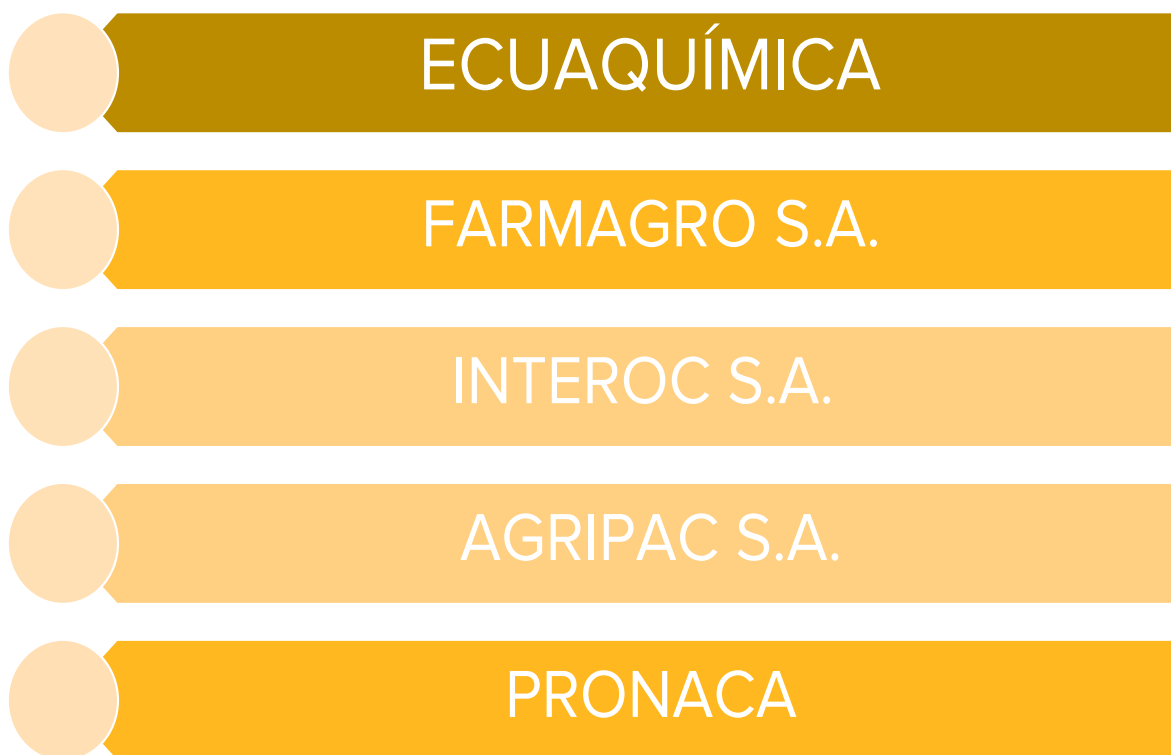 ECUAQUÍMICA
FARMAGRO S.A.
INTEROC S.A.
AGRIPAC S.A.
PRONACA